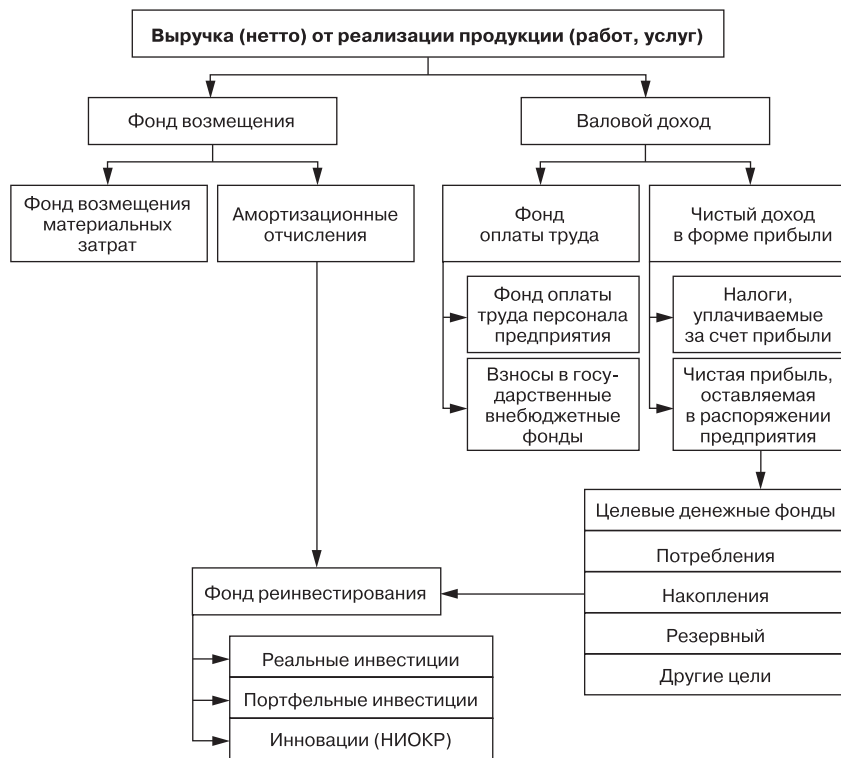 Выручка (нетто) от реализации продукции (работ, услуг)
Фонд возмещения
Валовой доход
Фонд возмещения
материальных
затрат
Амортизационные
отчисления
Фонд
оплаты труда
Чистый доход
в форме прибыли
Фонд оплаты
труда персонала
предприятия
Налоги,
уплачиваемые
за счет прибыли
Взносы в госу-
дарственные
внебюджетные
фонды
Чистая прибыль,
оставляемая
в распоряжении
предприятия
Целевые денежные фонды
Потребления
Накопления
Резервный
Другие цели
Фонд реинвестирования
Реальные инвестиции
Портфельные инвестиции
Инновации (НИОКР)